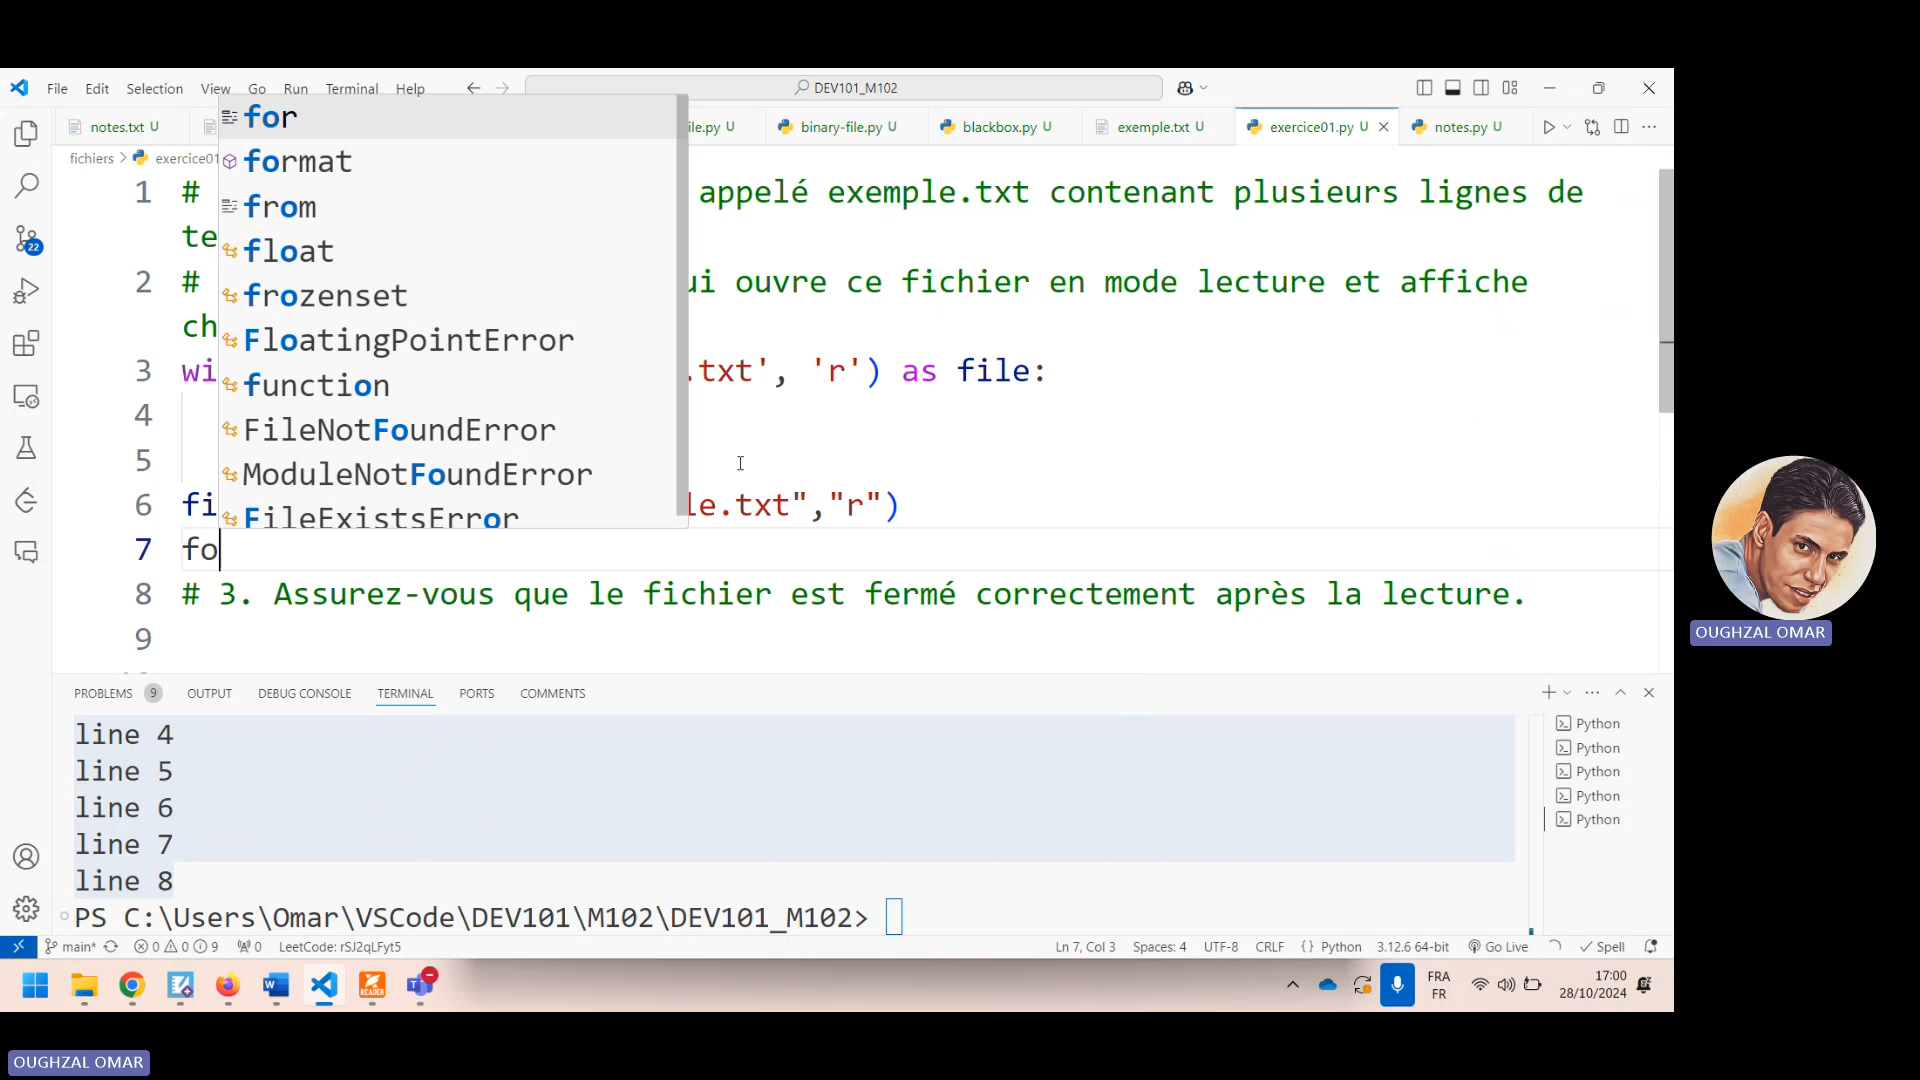 File Edit Selection View Go Run Terminal Help
DEV101_M102
notes.txt U
ile.py U
binary-file.py U
blackbox.py U
exemple.txt U
exercice01.py U
notes.py U
fichiers > exercice01
for
format
from
float
frozenset
FloatingPointError
function
FileNotFoundError
ModuleNotFoundError
FileExistsError
1 # appelé exemple.txt contenant plusieurs lignes de
te
2 # ui ouvre ce fichier en mode lecture et affiche
ch
3 wi .txt', 'r') as file:
4
5
6 fi le.txt","r")
7 fo
8 # 3. Assurez-vous que le fichier est fermé correctement après la lecture.
9
PROBLEMS 9 OUTPUT DEBUG CONSOLE TERMINAL PORTS COMMENTS
line 4
line 5
line 6
line 7
line 8
PS C:\Users\Omar\VSCode\DEV101\M102\DEV101_M102>
Python
Python
Python
Python
Python
22
main* 0 0 9 0 LeetCode: rSJ2qLFyt5 Ln 7, Col 3 Spaces: 4 UTF-8 CRLF {} Python 3.12.6 64-bit Go Live Spell
READER
FRA
FR
17:00
28/10/2024
OUGHZAL OMAR
OUGHZAL OMAR